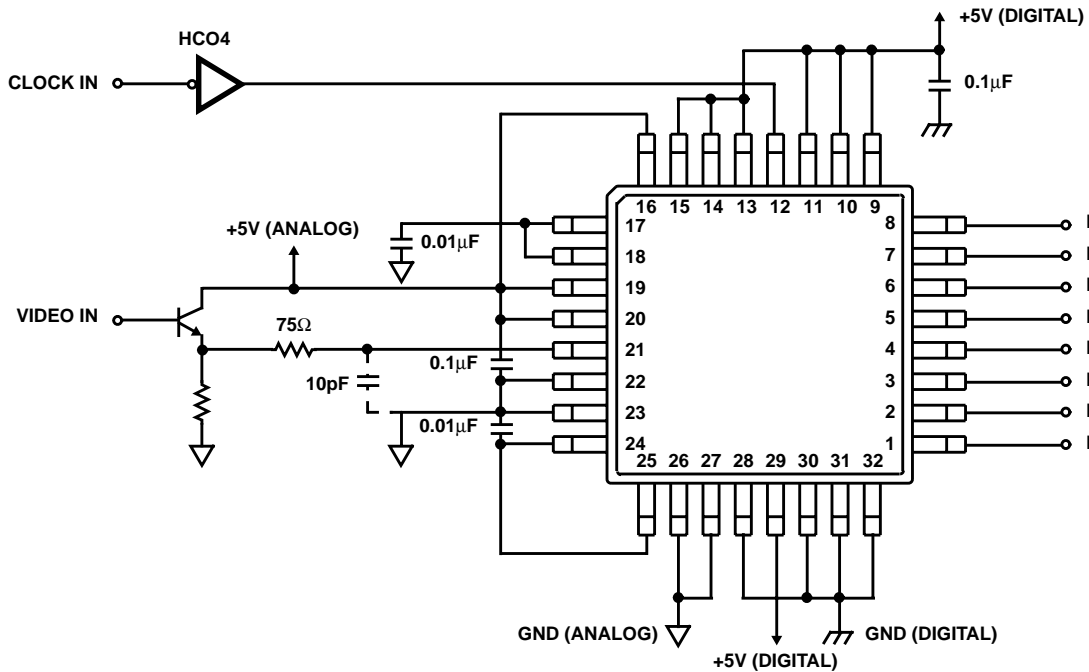 +5V (DIGITAL)
HCO4
CLOCK IN
0.1µF
16 15 14 13 12 11 10 9
+5V (ANALOG)
0.01µF
17
18
19
20
21
22
23
24
8
7
6
5
4
3
2
1
VIDEO IN
75Ω
10pF
0.1µF
0.01µF
25 26 27 28 29 30 31 32
GND (ANALOG)
GND (DIGITAL)
+5V (DIGITAL)